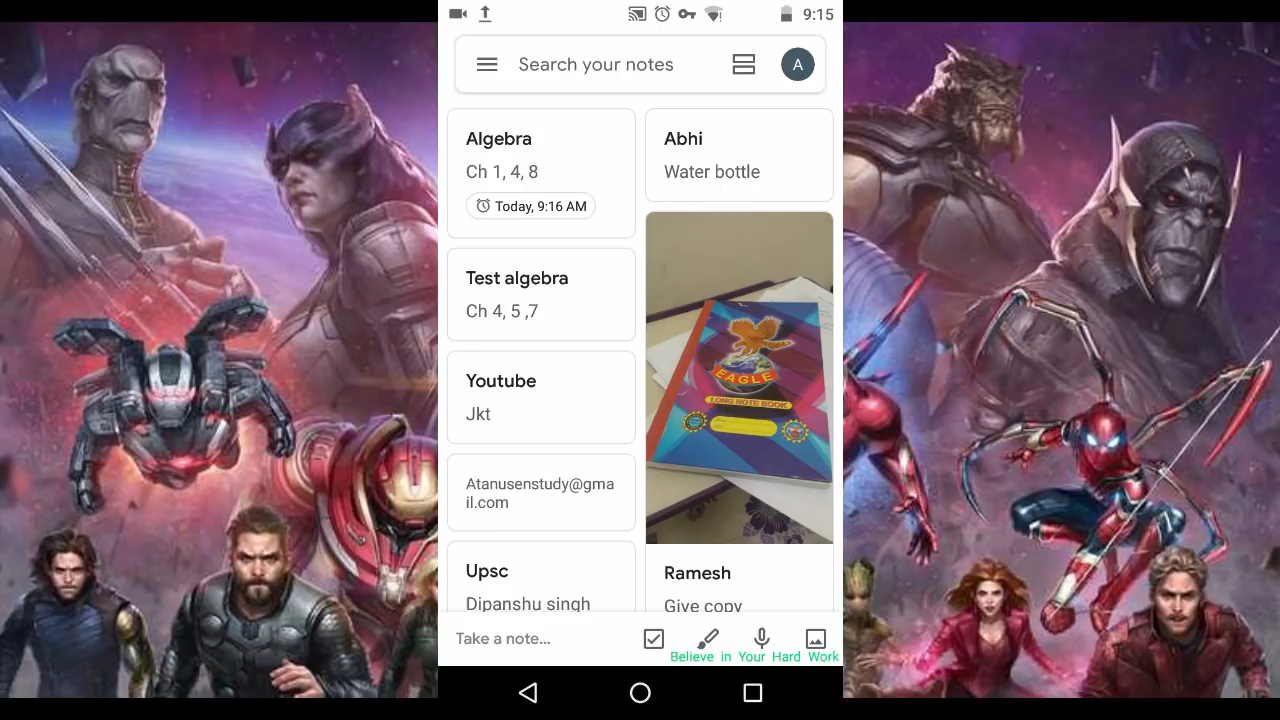 9:15
Search your notes
A
Algebra
Ch 1, 4, 8
Today, 9:16 AM
Test algebra
Ch 4, 5 ,7
Youtube
Jkt
Atanusenstudy@gma
il.com
Upsc
Dipanshu singh
Abhi
Water bottle
EAGLE
LONG NOTE BOOK
Ramesh
Give copy
Take a note...
Believe in Your Hard Work